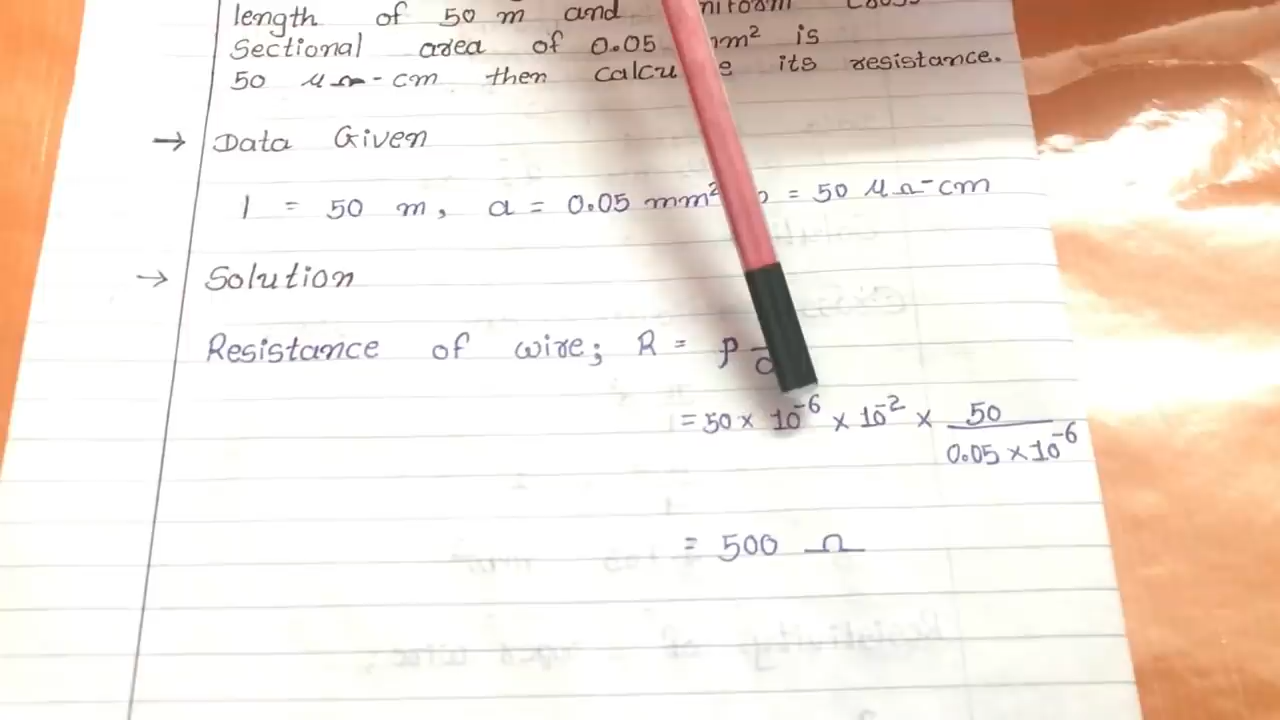 length of 50 m and
Sectional area of 0.05 mm² is
50 μΩ-cm then its resistance.
→ Data Given
l = 50 m, a = 0.05 mm² = 50 μΩ-cm
→ Solution
Resistance of wire; R = ρ
= 50 × 10⁻⁶ × 10⁻² × 50 / 0.05 × 10⁻⁶
= 500 Ω